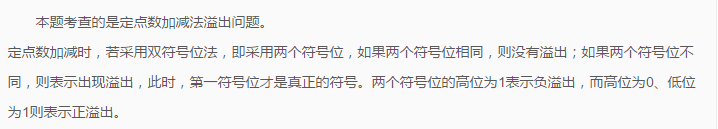 本题考查的是定点数加减法溢出问题。
定点数加减时，若采用双符号位法，即采用两个符号位，如果两个符号位相同，则没有溢出；如果两个符号位不
同，则表示出现溢出，此时，第一符号位才是真正的符号。两个符号位的高位为1表示负溢出，而高位为0、低位
为1则表示正溢出。